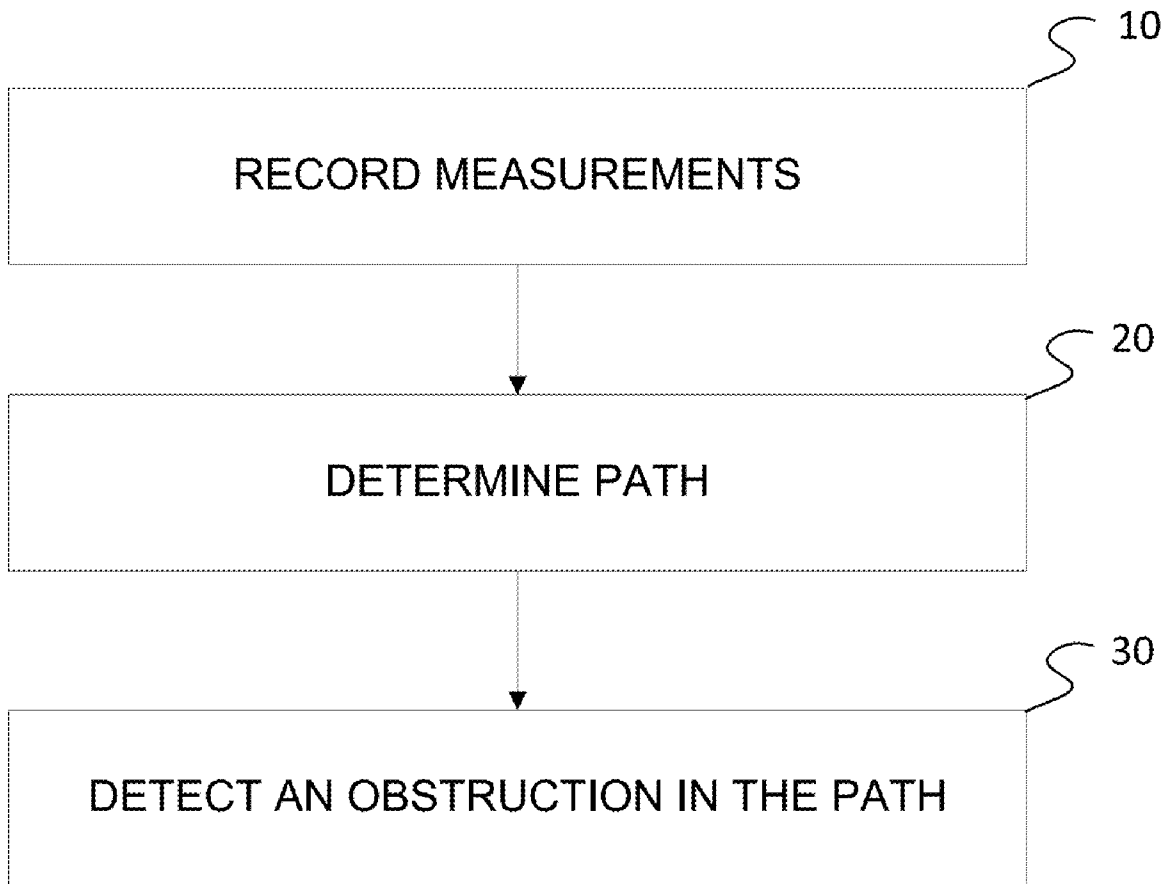 10
RECORD MEASUREMENTS
20
DETERMINE PATH
30
DETECT AN OBSTRUCTION IN THE PATH